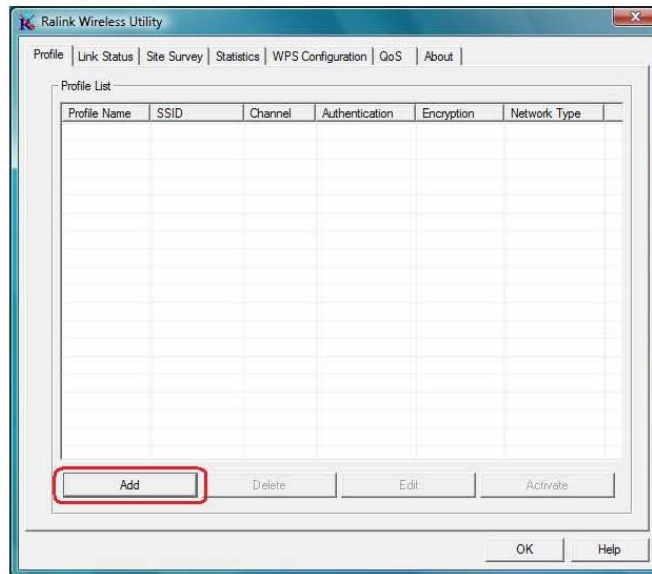 Ralink Wireless Utility
Profile Link Status Site Survey Statistics WPS Configuration QoS About
Profile List
Profile Name SSID Channel Authentication Encryption Network Type
Add Delete Edit Activate
OK Help